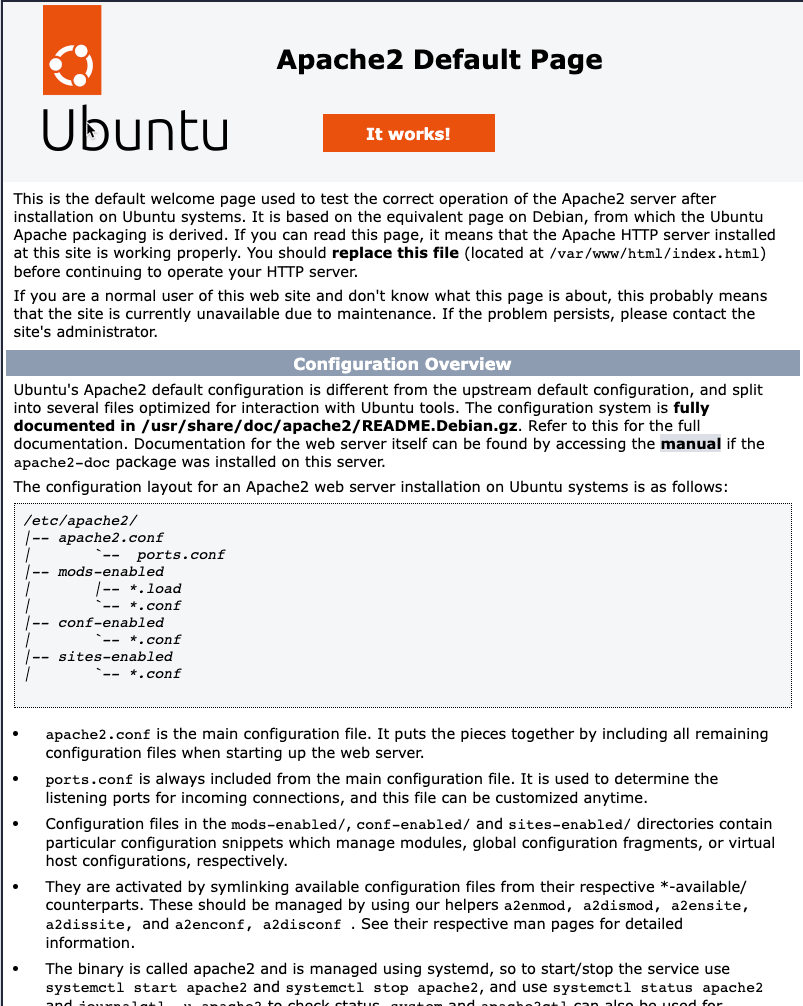 Apache2 Default Page
Ubuntu
It works!
This is the default welcome page used to test the correct operation of the Apache2 server after
installation on Ubuntu systems. It is based on the equivalent page on Debian, from which the Ubuntu
Apache packaging is derived. If you can read this page, it means that the Apache HTTP server installed
at this site is working properly. You should replace this file (located at /var/www/html/index.html)
before continuing to operate your HTTP server.
If you are a normal user of this web site and don't know what this page is about, this probably means
that the site is currently unavailable due to maintenance. If the problem persists, please contact the
site's administrator.
Configuration Overview
Ubuntu's Apache2 default configuration is different from the upstream default configuration, and split
into several files optimized for interaction with Ubuntu tools. The configuration system is fully
documented in /usr/share/doc/apache2/README.Debian.gz. Refer to this for the full
documentation. Documentation for the web server itself can be found by accessing the manual if the
apache2-doc package was installed on this server.
The configuration layout for an Apache2 web server installation on Ubuntu systems is as follows:
/etc/apache2/
|-- apache2.conf
|       `--  ports.conf
|-- mods-enabled
|       |-- *.load
|       `-- *.conf
|-- conf-enabled
|       `-- *.conf
|-- sites-enabled
|       `-- *.conf
• apache2.conf is the main configuration file. It puts the pieces together by including all remaining
configuration files when starting up the web server.
• ports.conf is always included from the main configuration file. It is used to determine the
listening ports for incoming connections, and this file can be customized anytime.
• Configuration files in the mods-enabled/, conf-enabled/ and sites-enabled/ directories contain
particular configuration snippets which manage modules, global configuration fragments, or virtual
host configurations, respectively.
• They are activated by symlinking available configuration files from their respective *-available/
counterparts. These should be managed by using our helpers a2enmod, a2dismod, a2ensite,
a2dissite, and a2enconf, a2disconf . See their respective man pages for detailed
information.
• The binary is called apache2 and is managed using systemd, so to start/stop the service use
systemctl start apache2 and systemctl stop apache2, and use systemctl status apache2
and journalctl -u apache2 to check status. system and apache2ctl can also be used for